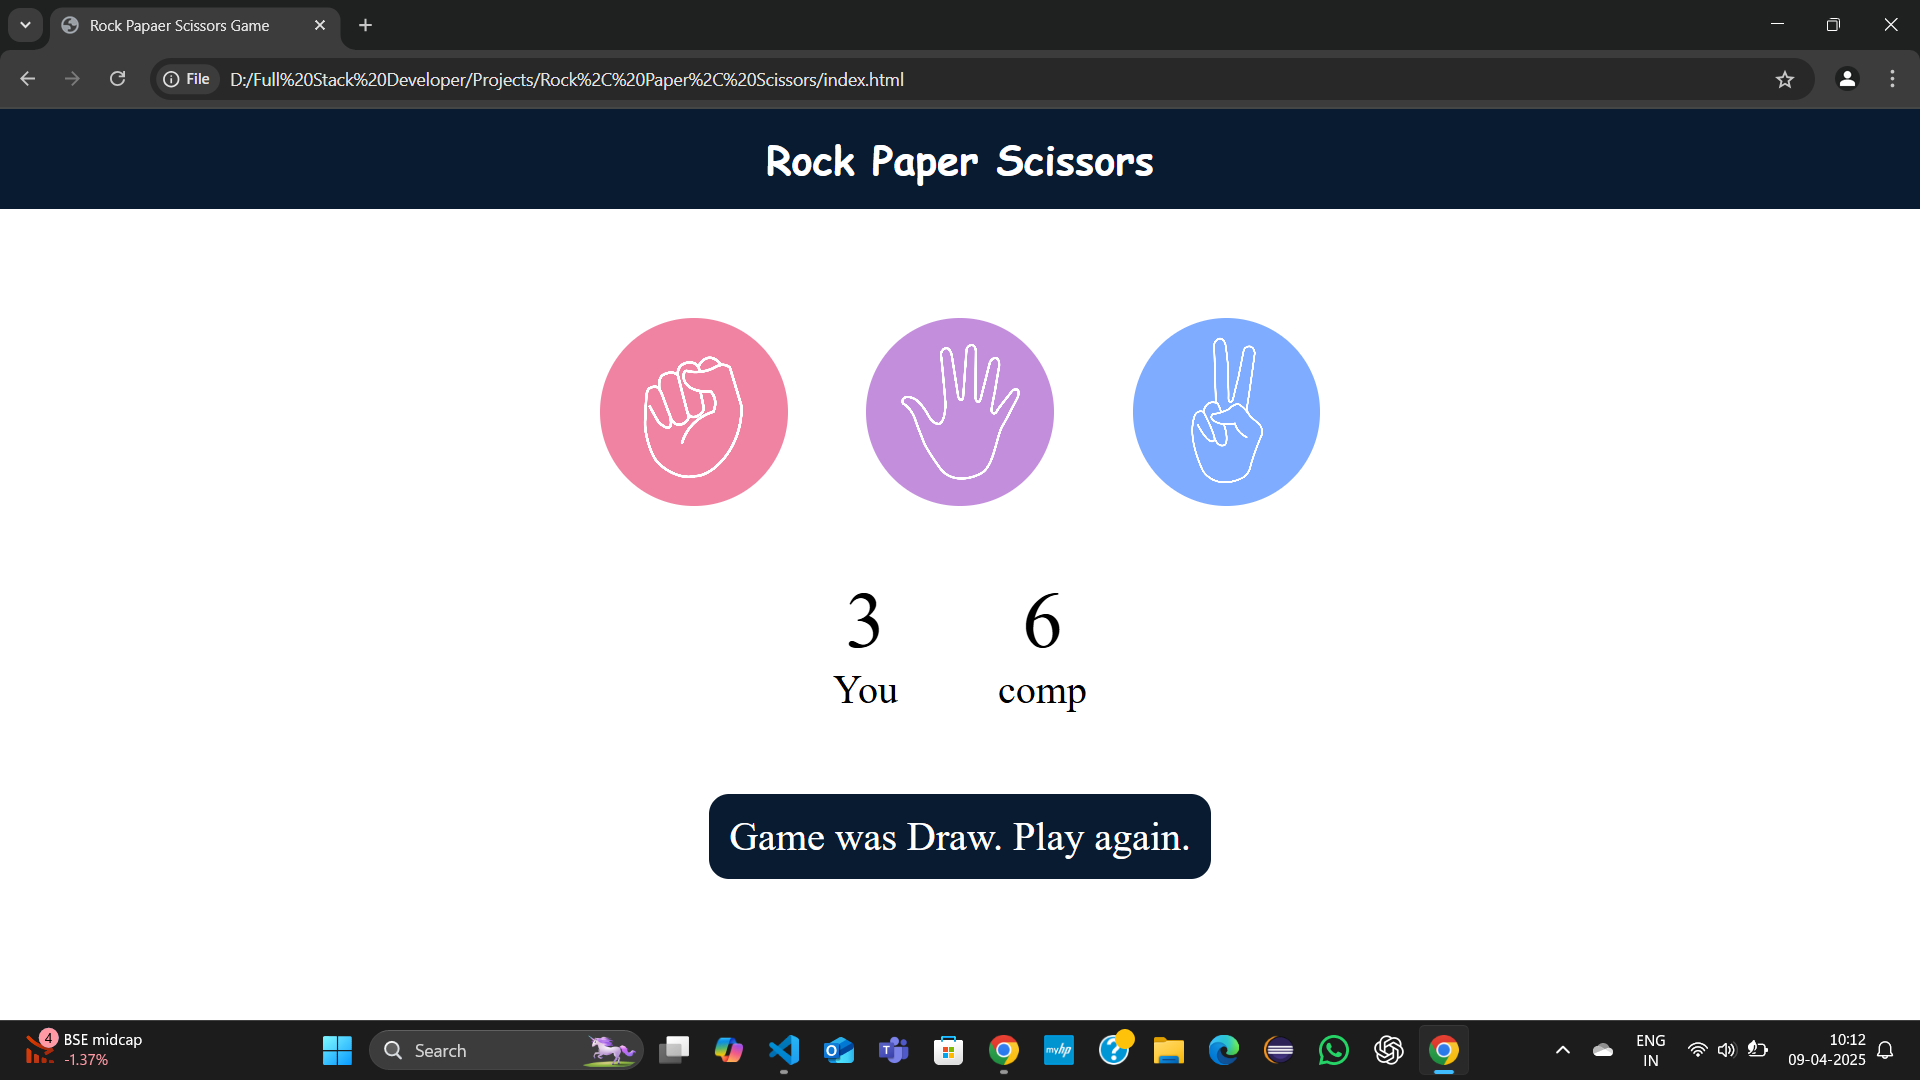 Rock Papaer Scissors Game
File
D:/Full%20Stack%20Developer/Projects/Rock%2C%20Paper%2C%20Scissors/index.html
Rock Paper Scissors
3 6
You comp
Game was Draw. Play again.
4
BSE midcap
-1.37%
Search
myhp
ENG
IN
10:12
09-04-2025